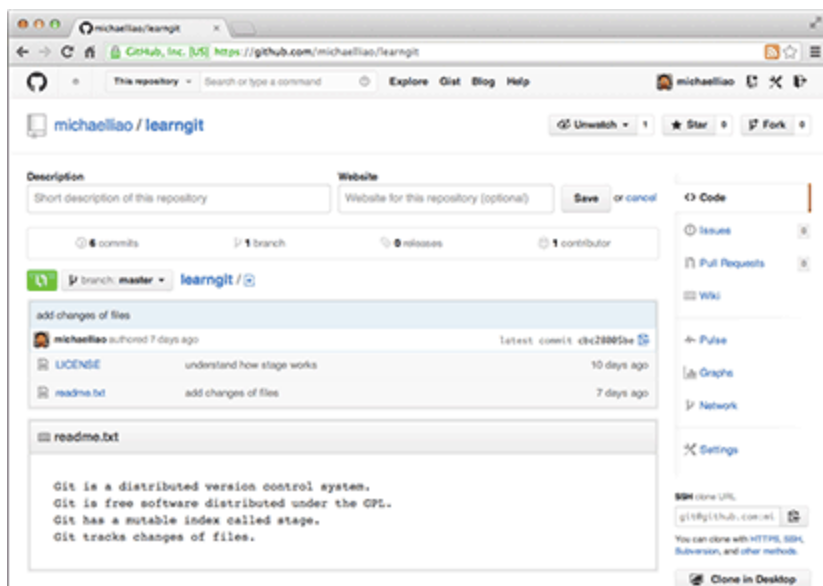 michaelliao/learngit
GitHub, Inc. [US] https://github.com/michaelliao/learngit
This repository Search or type a command Explore Gist Blog Help michaelliao
michaelliao / learngit Unwatch 1 Star 0 Fork 0
Description Website
Short description of this repository Website for this repository (optional) Save or cancel
6 commits 1 branch 0 releases 1 contributor
branch: master learngit /
add changes of files
michaelliao authored 7 days ago latest commit
LICENSE understand how stage works 10 days ago
readme.txt add changes of files 7 days ago
readme.txt
Git is a distributed version control system.
Git is free software distributed under the GPL.
Git has a mutable index called stage.
Git tracks changes of files.
Code
Issues 0
Pull Requests 0
Wiki
Pulse
Graphs
Network
Settings
SSH clone URL
git@github.com:mi
You can clone with HTTPS, SSH,
Subversion, and other methods.
Clone in Desktop